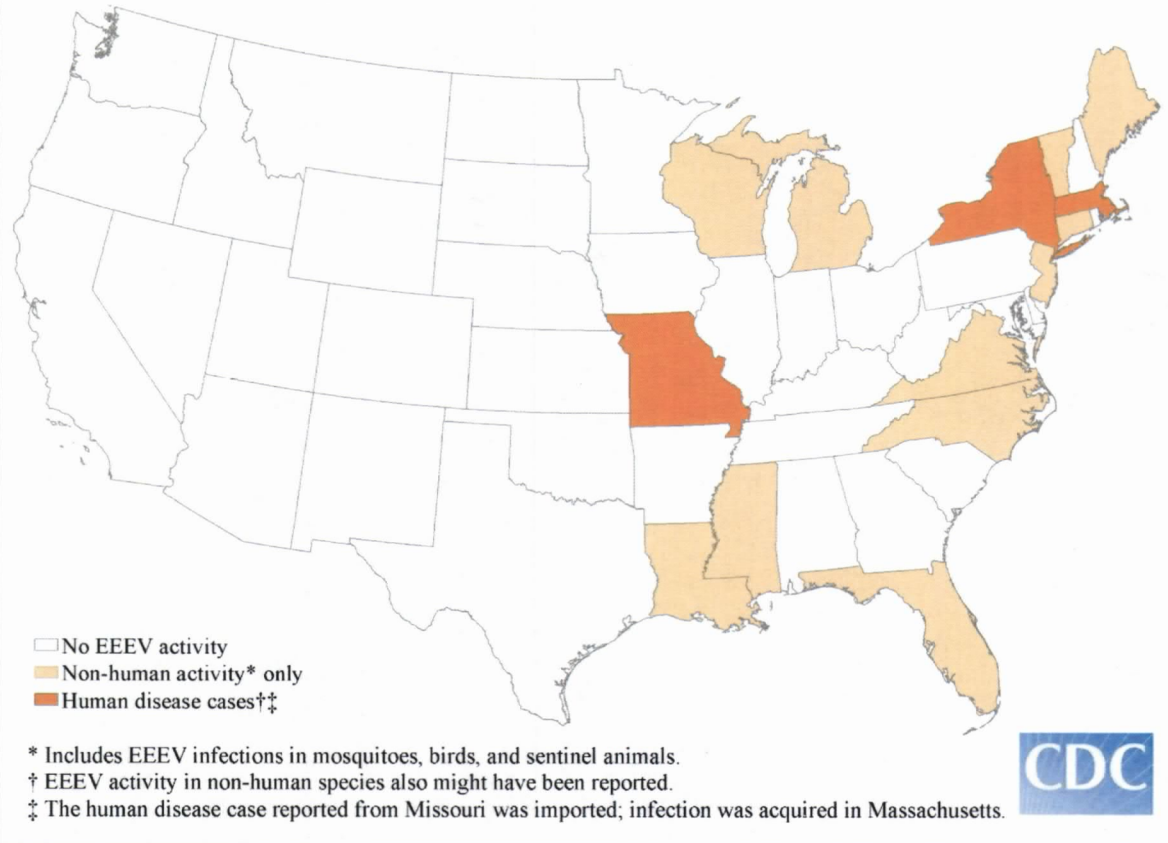 No EEEV activity
Non-human activity* only
Human disease cases†‡
* Includes EEEV infections in mosquitoes, birds, and sentinel animals.
† EEEV activity in non-human species also might have been reported.
‡ The human disease case reported from Missouri was imported; infection was acquired in Massachusetts.
CDC